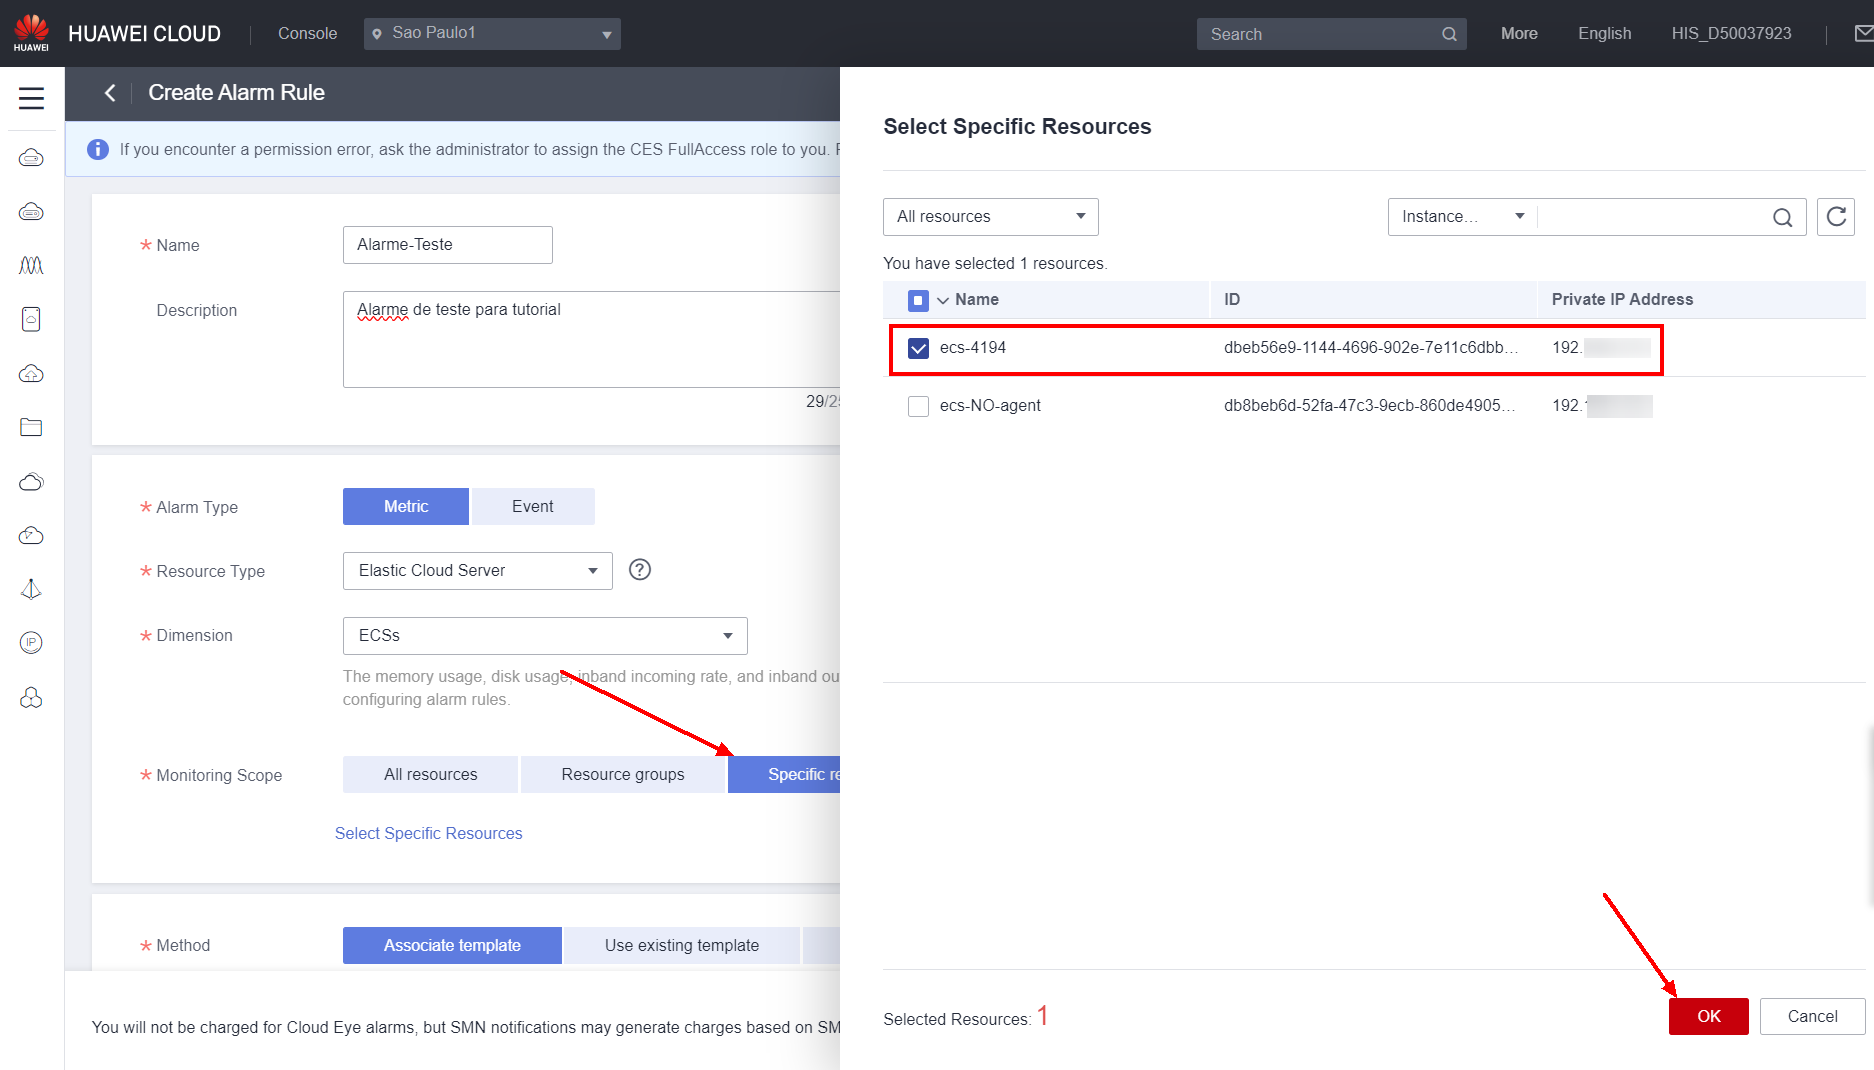 HUAWEI
HUAWEI CLOUD
Console
Sao Paulo1
Search
More
English
HIS_D50037923
Create Alarm Rule
If you encounter a permission error, ask the administrator to assign the CES FullAccess role to you.
* Name
Alarme-Teste
Description
Alarme de teste para tutorial
29/25
* Alarm Type
Metric
Event
* Resource Type
Elastic Cloud Server
?
* Dimension
ECSs
The memory usage, disk usage, inband incoming rate, and inband ou
configuring alarm rules.
* Monitoring Scope
All resources
Resource groups
Specific re
Select Specific Resources
* Method
Associate template
Use existing template
You will not be charged for Cloud Eye alarms, but SMN notifications may generate charges based on SM
IP
Select Specific Resources
All resources
Instance...
You have selected 1 resources.
Name
ID
Private IP Address
ecs-4194
dbeb56e9-1144-4696-902e-7e11c6dbb...
192.
ecs-NO-agent
db8beb6d-52fa-47c3-9ecb-860de4905...
192.
Selected Resources: 1
OK
Cancel